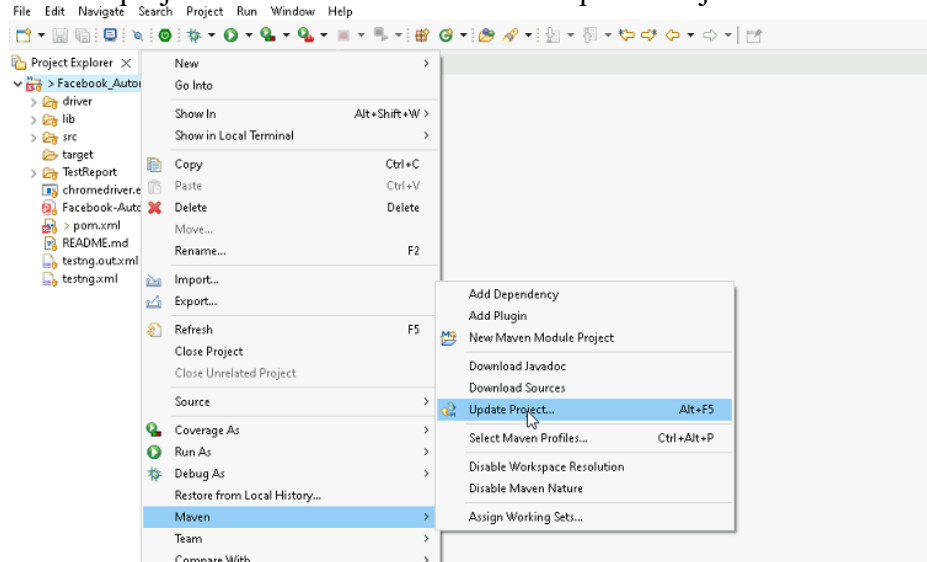 File Edit Navigate Search Project Run Window Help
Project Explorer
> Facebook_Autor
driver
lib
src
target
TestReport
chromedriver.e
Facebook-Autc
> pom.xml
README.md
testng.out.xml
testng.xml
New
Go Into
Show In Alt+Shift+W >
Show in Local Terminal
Copy Ctrl+C
Paste Ctrl+V
Delete Delete
Move...
Rename... F2
Import...
Export...
Refresh F5
Close Project
Close Unrelated Project
Source
Coverage As
Run As
Debug As
Restore from Local History...
Maven
Team
Compare With
Add Dependency
Add Plugin
New Maven Module Project
Download Javadoc
Download Sources
Update Project... Alt+F5
Select Maven Profiles... Ctrl+Alt+P
Disable Workspace Resolution
Disable Maven Nature
Assign Working Sets...